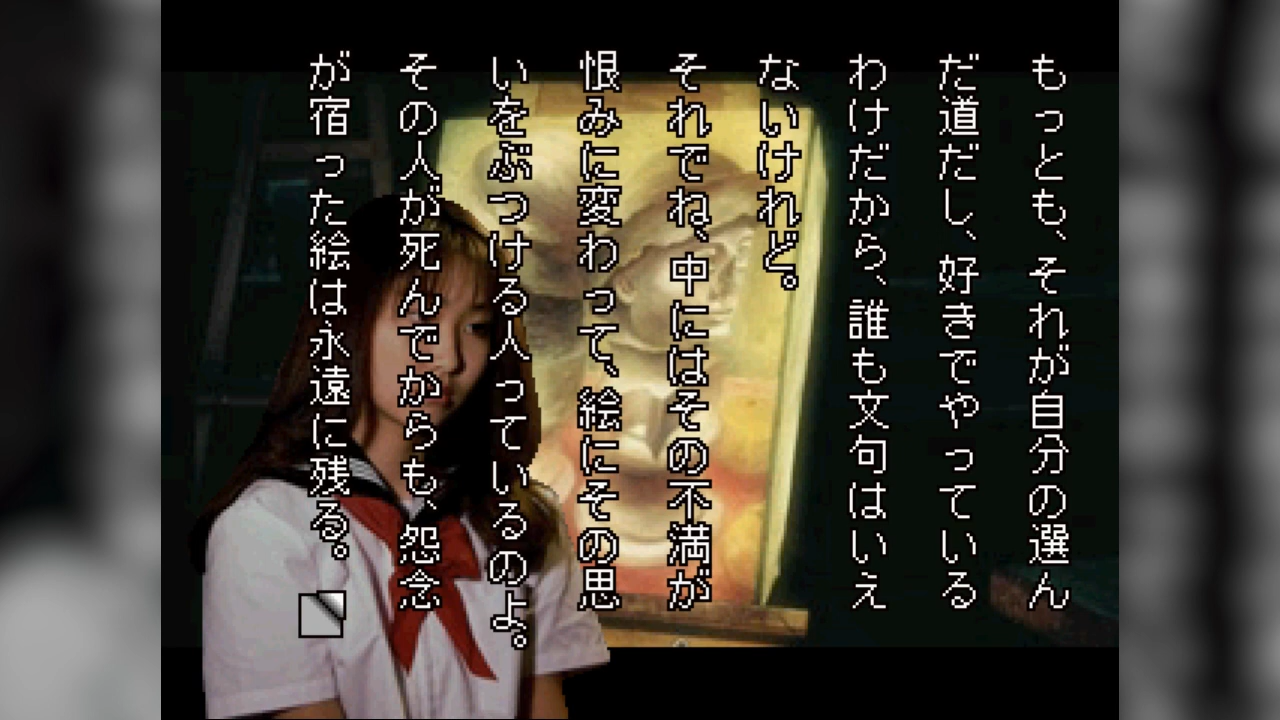 もっとも、それが自分の選ん
だ道だし、好きでやっている
わけだから、誰も文句はいえ
ないけれど。
それでね、中にはその不満が
恨みに変わって、絵にその思
いをぶつける人っているのよ。
その人が死んでからも、怨念
が宿った絵は永遠に残る。